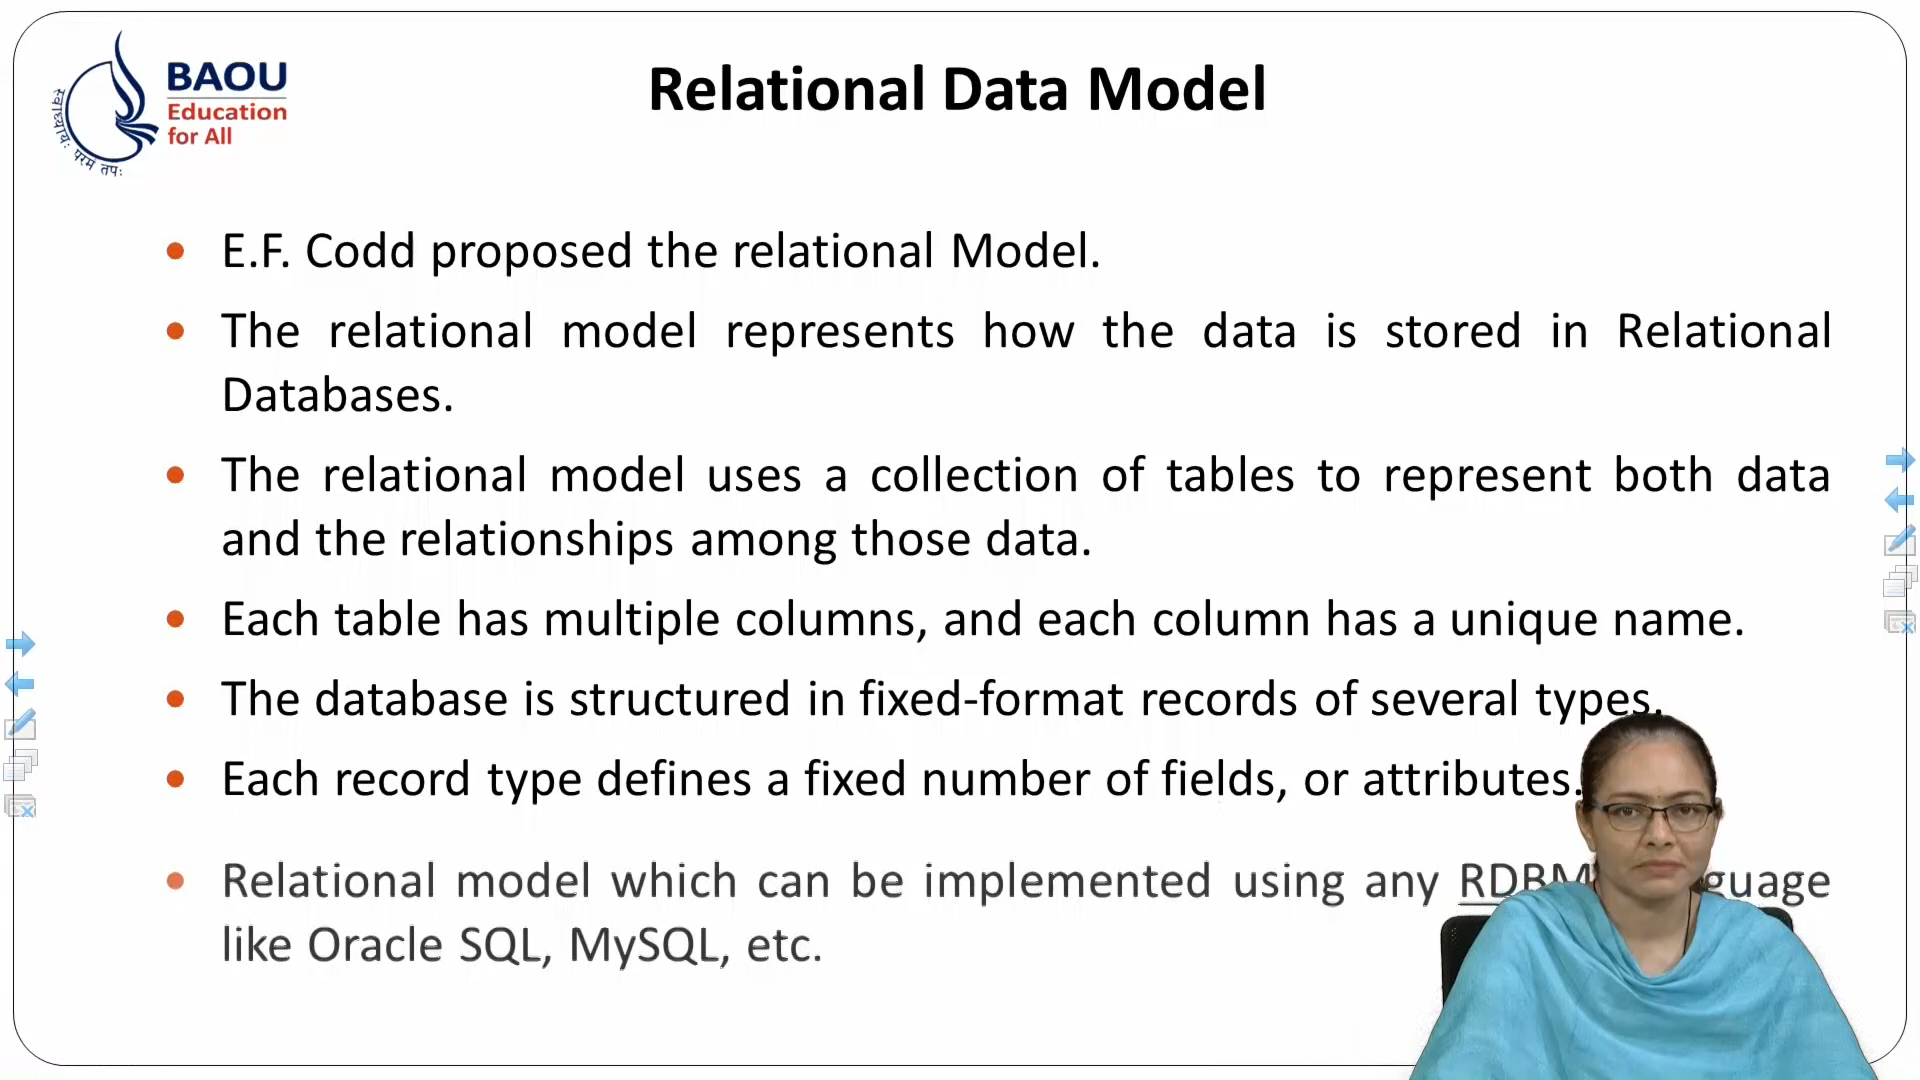 BAOU
Education
for All
स्वाध्यायः परमं तपः
Relational Data Model
E.F. Codd proposed the relational Model.
The relational model represents how the data is stored in Relational
Databases.
The relational model uses a collection of tables to represent both data
and the relationships among those data.
Each table has multiple columns, and each column has a unique name.
The database is structured in fixed-format records of several types.
Each record type defines a fixed number of fields, or attributes.
Relational model which can be implemented using any
like Oracle SQL, MySQL, etc.